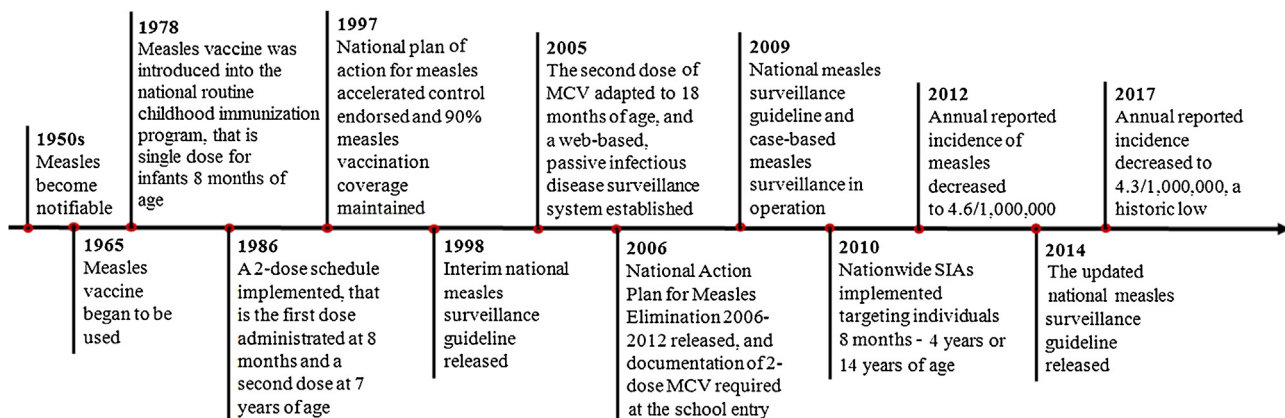 1950s
Measles
become
notifiable
1965
Measles
vaccine
began to be
used
1978
Measles vaccine was
introduced into the
national routine
childhood immunization
program, that is
single dose for
infants 8 months of
age
1986
A 2-dose schedule
implemented, that
is the first dose
administrated at 8
months and a
second dose at 7
years of age
1997
National plan of
action for measles
accelerated control
endorsed and 90%
measles
vaccination
coverage
maintained
1998
Interim national
measles
surveillance
guideline
released
2005
The second dose of
MCV adapted to 18
months of age, and
a web-based,
passive infectious
disease surveillance
system established
2006
National Action
Plan for Measles
Elimination 2006-
2012 released, and
documentation of 2-
dose MCV required
at the school entry
2009
National measles
surveillance
guideline and
case-based
measles
surveillance in
operation
2010
Nationwide SIAs
implemented
targeting individuals
8 months - 4 years or
14 years of age
2012
Annual reported
incidence of
measles
decreased
to 4.6/1,000,000
2014
The updated
national measles
surveillance
guideline
released
2017
Annual reported
incidence
decreased to
4.3/1,000,000, a
historic low